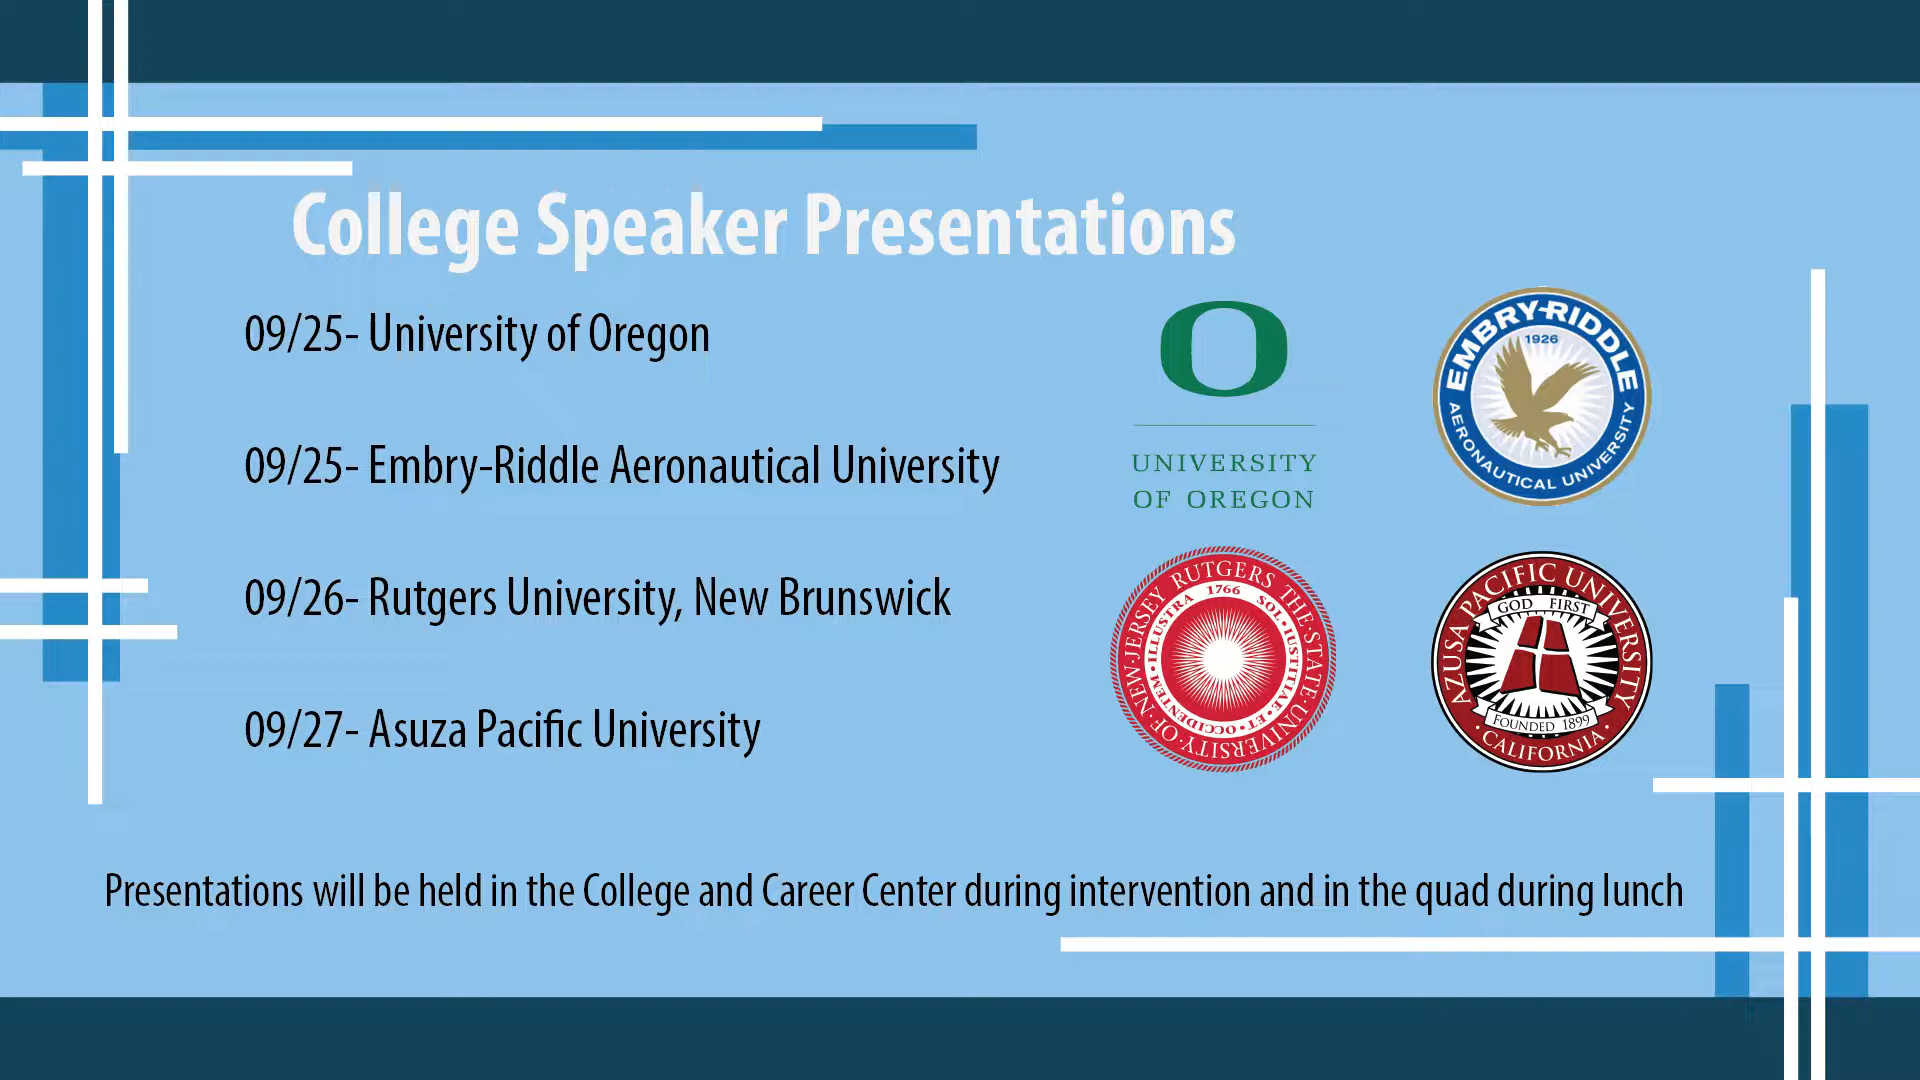 College Speaker Presentations
09/25- University of Oregon
09/25- Embry-Riddle Aeronautical University
09/26- Rutgers University, New Brunswick
09/27- Asuza Pacific University
O
UNIVERSITY
OF OREGON
EMBRY-RIDDLE
1926
AERONAUTICAL UNIVERSITY
RUTGERS THE·STATE·UNIVERSITY·OF·NEW·JERSEY
1766
SOL·IUSTITIAE·ET·OCCIDENTEM·ILLUSTRA
AZUSA PACIFIC UNIVERSITY
GOD FIRST
FOUNDED 1899
· CALIFORNIA ·
Presentations will be held in the College and Career Center during intervention and in the quad during lunch